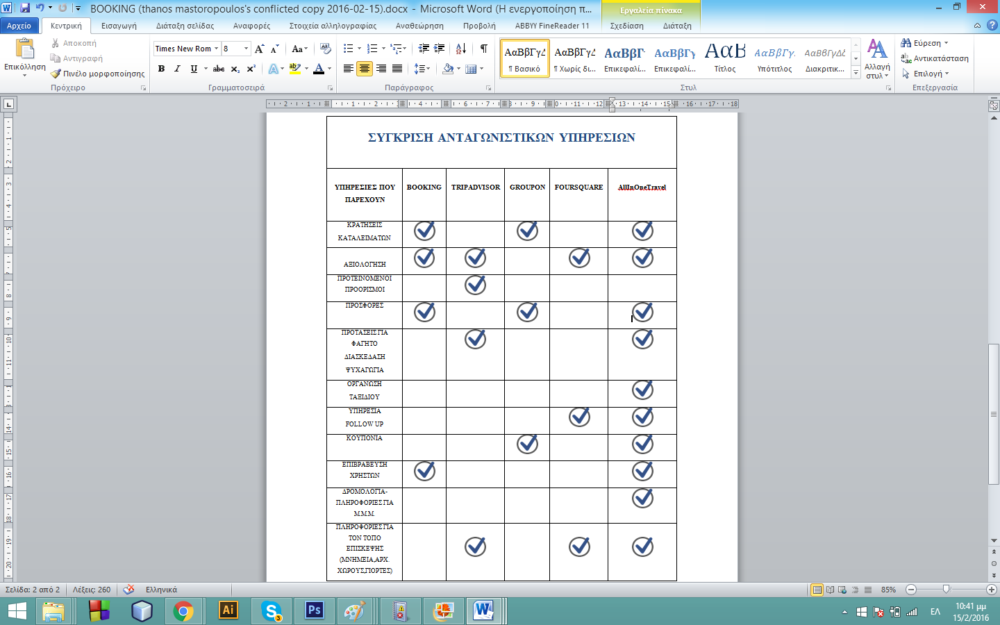 BOOKING (thanos mastoropoulos's conflicted copy 2016-02-15).docx - Microsoft Word (Η ενεργοποίηση π...
Εργαλεία πίνακα
Αρχείο Κεντρική Εισαγωγή Διάταξη σελίδας Αναφορές Στοιχεία αλληλογραφίας Αναθεώρηση Προβολή ABBYY FineReader 11 Σχεδίαση Διάταξη
Επικόλληση
Αποκοπή
Αντιγραφή
Πινέλο μορφοποίησης
Πρόχειρο
Times New Rom 8
Γραμματοσειρά
Παράγραφος
ΑαΒβΓγΔ ΑαΒβΓγΔ ΑαΒβΓ ΑαΒβΓγ ΑαΒ ΑαΒβΓγ ΑαΒβΓγΔδ
¶ Βασικό ¶ Χωρίς δι... Επικεφαλί... Επικεφαλί... Τίτλος Υπότιτλος Διακριτικ...
Στυλ
Αλλαγή
στυλ
Εύρεση
Αντικατάσταση
Επιλογή
Επεξεργασία
ΣΥΓΚΡΙΣΗ ΑΝΤΑΓΩΝΙΣΤΙΚΩΝ ΥΠΗΡΕΣΙΩΝ
ΥΠΗΡΕΣΙΕΣ ΠΟΥ
ΠΑΡΕΧΟΥΝ
BOOKING TRIPADVISOR GROUPON FOURSQUARE AllInOneTravel
ΚΡΑΤΗΣΕΙΣ
ΚΑΤΑΛΕΙΜΑΤΩΝ
ΑΞΙΟΛΟΓΗΣΗ
ΠΡΟΤΕΙΝΟΜΕΝΟΙ
ΠΡΟΟΡΙΣΜΟΙ
ΠΡΟΣΦΟΡΕΣ
ΠΡΟΤΑΣΕΙΣ ΓΙΑ
ΦΑΓΗΤΟ
ΔΙΑΣΚΕΔΑΣΗ
ΨΥΧΑΓΩΓΙΑ
ΟΡΓΑΝΩΣΗ
ΤΑΞΙΔΙΟΥ
ΥΠΗΡΕΣΙΑ
FOLLOW UP
ΚΟΥΠΟΝΙΑ
ΕΠΙΒΡΑΒΕΥΣΗ
ΧΡΗΣΤΩΝ
ΔΡΟΜΟΛΟΓΙΑ-
ΠΛΗΡΟΦΟΡΙΕΣ ΓΙΑ
Μ.Μ.Μ.
ΠΛΗΡΟΦΟΡΙΕΣ ΓΙΑ
ΤΟΝ ΤΟΠΟ
ΕΠΙΣΚΕΨΗΣ
(ΜΝΗΜΕΙΑ,ΑΡΧ.
ΧΩΡΟΥΣ,ΓΙΟΡΤΕΣ)
Σελίδα: 2 από 2 Λέξεις: 260 Ελληνικά 85%
ΕΛ
10:41 μμ
15/2/2016